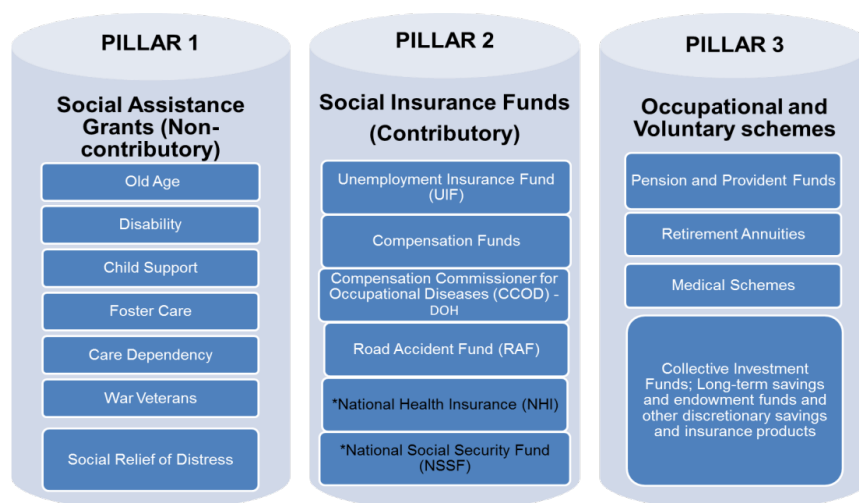 PILLAR 1
Social Assistance
Grants (Non-
contributory)
Old Age
Disability
Child Support
Foster Care
Care Dependency
War Veterans
Social Relief of Distress
PILLAR 2
Social Insurance Funds
(Contributory)
Unemployment Insurance Fund
(UIF)
Compensation Funds
Compensation Commissioner for
Occupational Diseases (CCOD) -
DOH
Road Accident Fund (RAF)
*National Health Insurance (NHI)
*National Social Security Fund
(NSSF)
PILLAR 3
Occupational and
Voluntary schemes
Pension and Provident Funds
Retirement Annuities
Medical Schemes
Collective Investment
Funds; Long-term savings
and endowment funds and
other discretionary savings
and insurance products